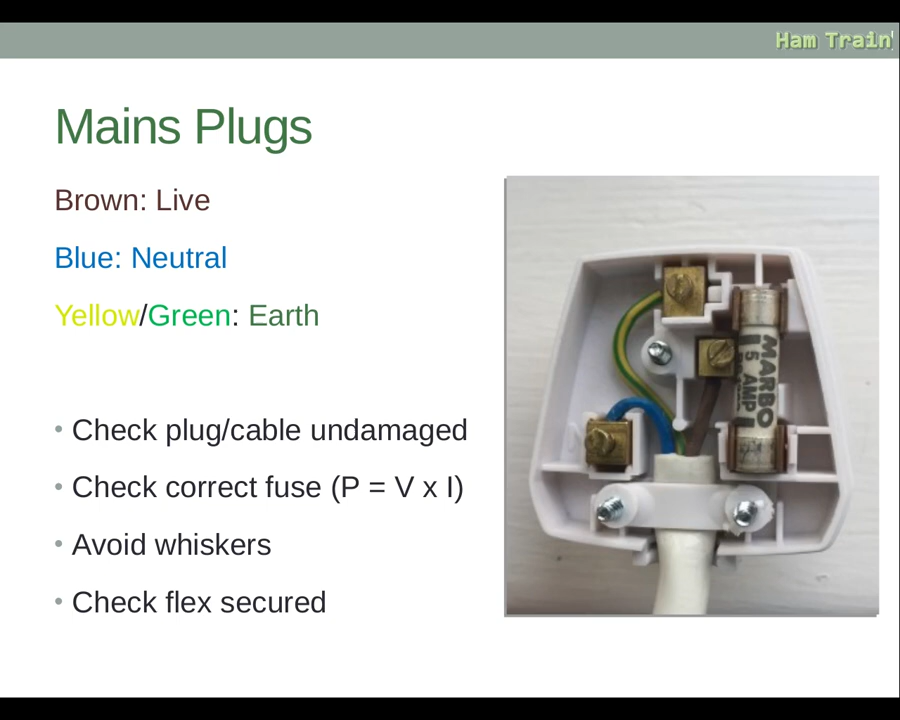 Ham Train
Mains Plugs
Brown: Live
Blue: Neutral
Yellow/Green: Earth
• Check plug/cable undamaged
• Check correct fuse (P = V x I)
• Avoid whiskers
• Check flex secured
MARBO
5 AMP